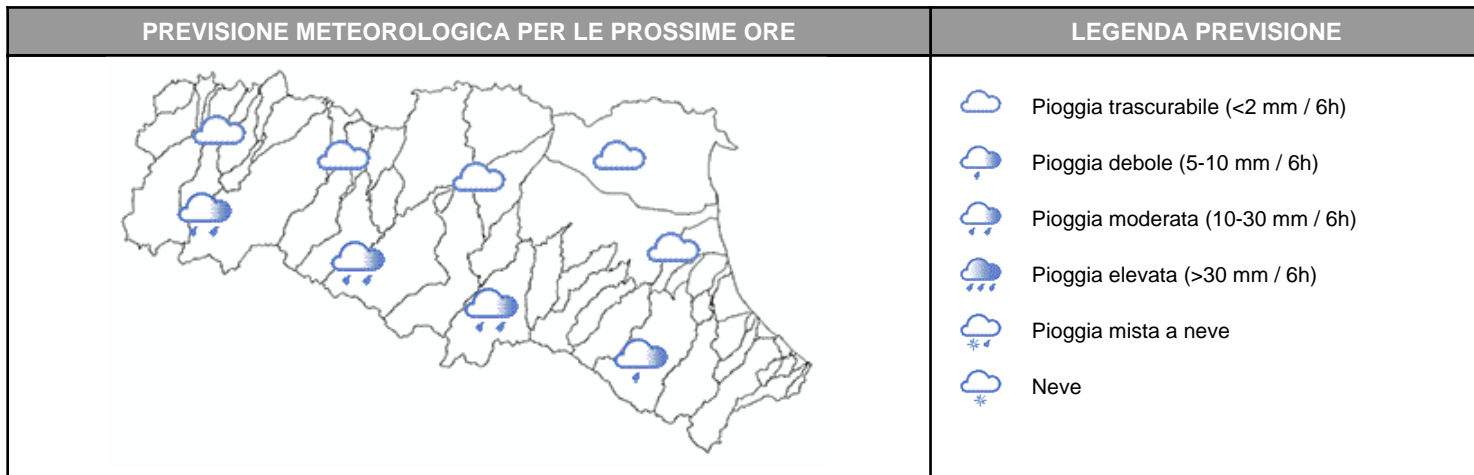 PREVISIONE METEOROLOGICA PER LE PROSSIME ORE
LEGENDA PREVISIONE
Pioggia trascurabile (<2 mm / 6h)
Pioggia debole (5-10 mm / 6h)
Pioggia moderata (10-30 mm / 6h)
Pioggia elevata (>30 mm / 6h)
Pioggia mista a neve
Neve